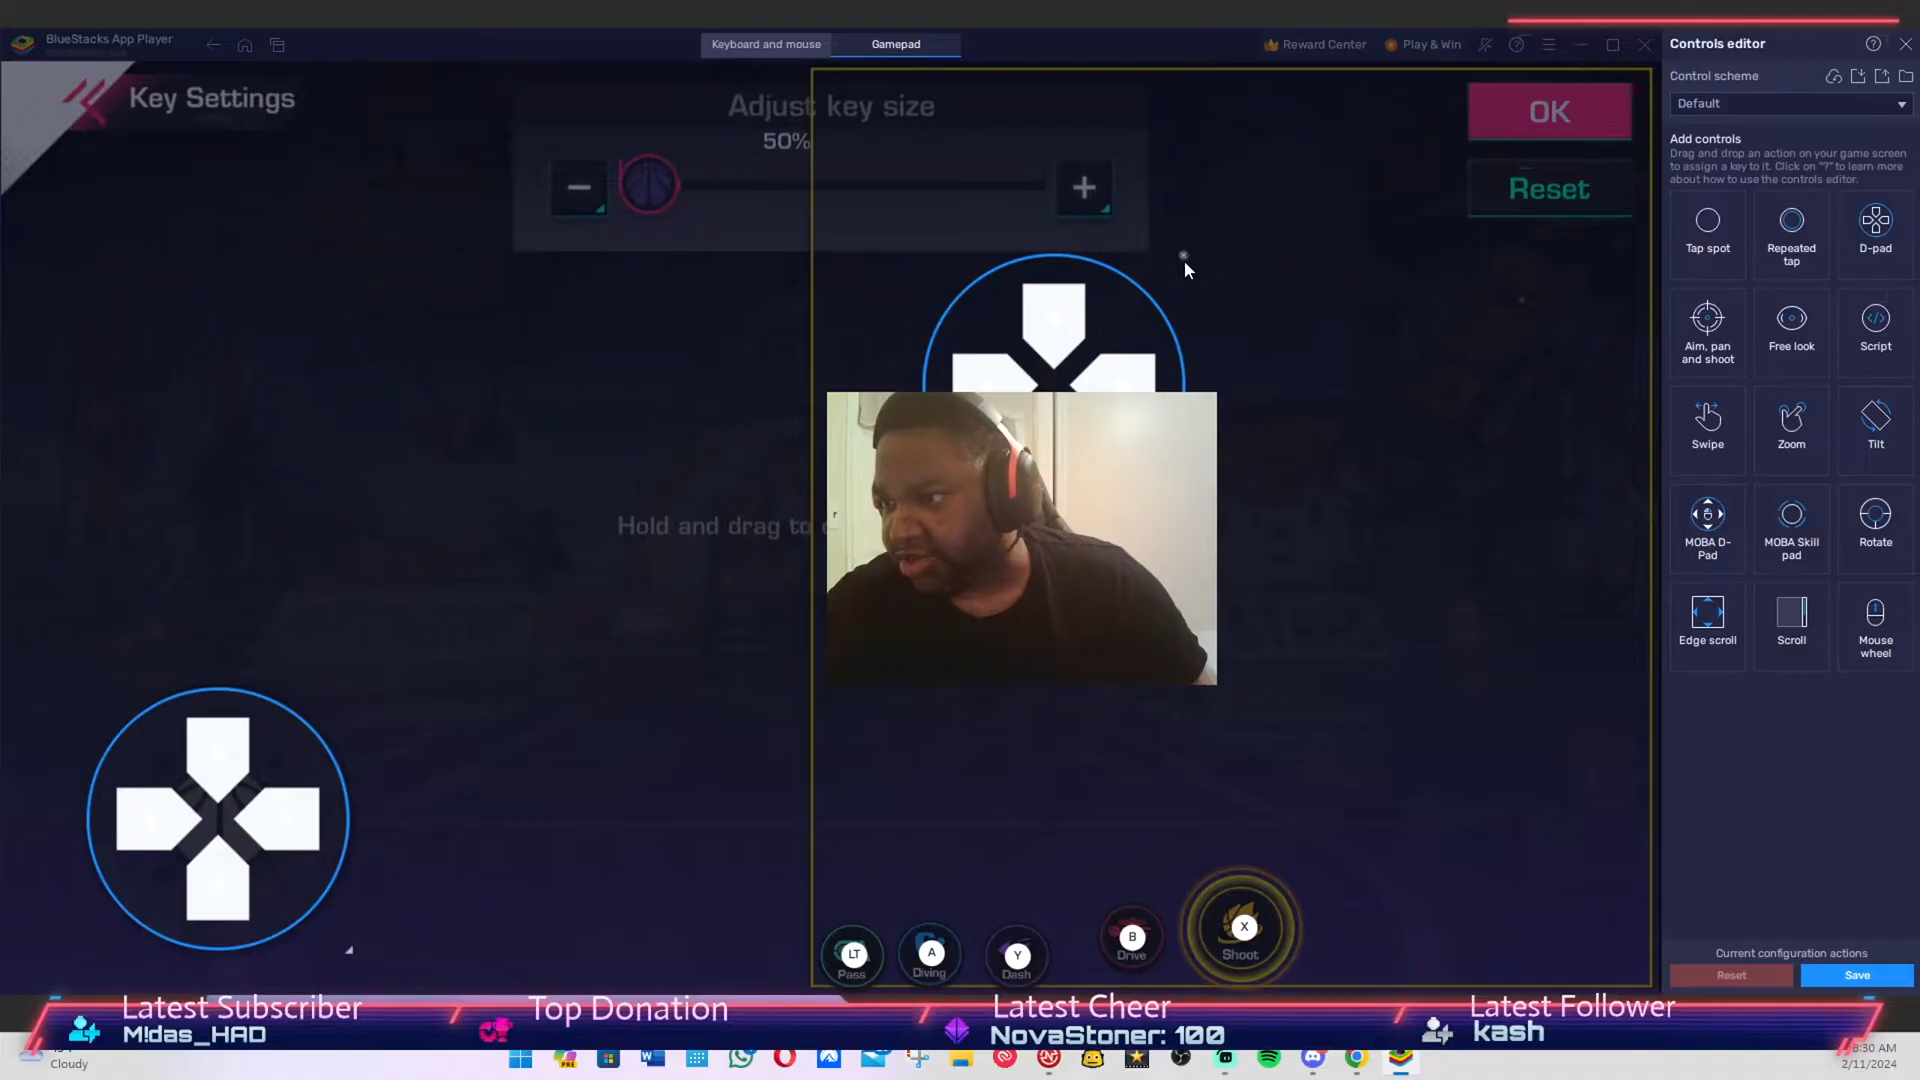 BlueStacks App Player
Keyboard and mouse
Gamepad
Reward Center
Play & Win
Controls editor
Key Settings
Adjust key size
50%
OK
Reset
Hold and drag to
Control scheme
Default
Add controls
Drag and drop an action on your game screen
to assign a key to it. Click on "?" to learn more
about how to use the controls editor.
Tap spot
Repeated
tap
D-pad
Aim, pan
and shoot
Free look
Script
Swipe
Zoom
Tilt
MOBA D-
Pad
MOBA Skill
pad
Rotate
Edge scroll
Scroll
Mouse
wheel
LT
Pass
A
Diving
Y
Dash
B
Drive
X
Shoot
Current configuration actions
Reset
Save
Latest Subscriber
M!das_HAD
Top Donation
Latest Cheer
NovaStoner: 100
Latest Follower
kash
Cloudy
8:30 AM
2/11/2024